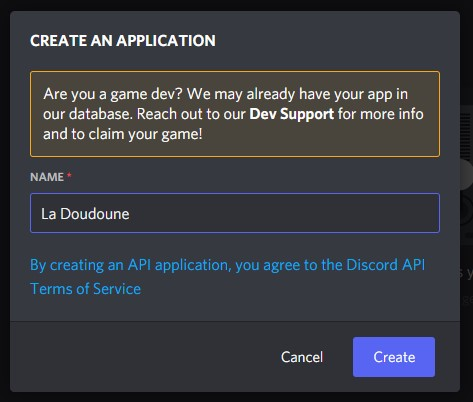 CREATE AN APPLICATION
Are you a game dev? We may already have your app in
our database. Reach out to our Dev Support for more info
and to claim your game!
NAME *
La Doudoune
By creating an API application, you agree to the Discord API
Terms of Service
Cancel
Create